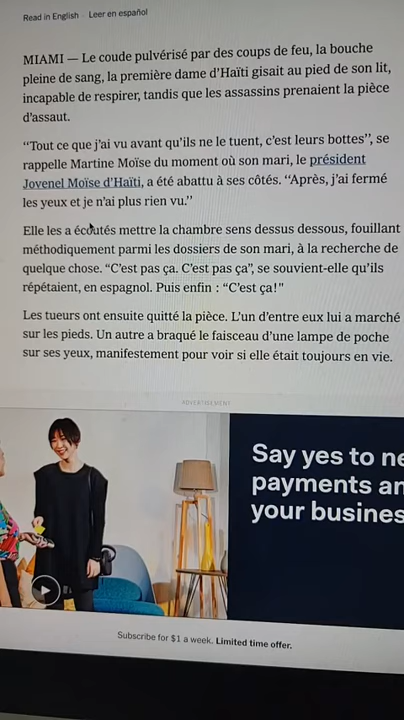 Read in English Leer en español
MIAMI — Le coude pulvérisé par des coups de feu, la bouche
pleine de sang, la première dame d’Haïti gisait au pied de son lit,
incapable de respirer, tandis que les assassins prenaient la pièce
d’assaut.
“Tout ce que j’ai vu avant qu’ils ne le tuent, c’est leurs bottes”, se
rappelle Martine Moïse du moment où son mari, le président
Jovenel Moïse d’Haïti, a été abattu à ses côtés. “Après, j’ai fermé
les yeux et je n’ai plus rien vu.”
Elle les a écoutés mettre la chambre sens dessus dessous, fouillant
méthodiquement parmi les dossiers de son mari, à la recherche de
quelque chose. “C’est pas ça. C’est pas ça”, se souvient-elle qu’ils
répétaient, en espagnol. Puis enfin : “C’est ça!”
Les tueurs ont ensuite quitté la pièce. L’un d’entre eux lui a marché
sur les pieds. Un autre a braqué le faisceau d’une lampe de poche
sur ses yeux, manifestement pour voir si elle était toujours en vie.
ADVERTISEMENT
Say yes to ne
payments an
your busines
Subscribe for $1 a week. Limited time offer.